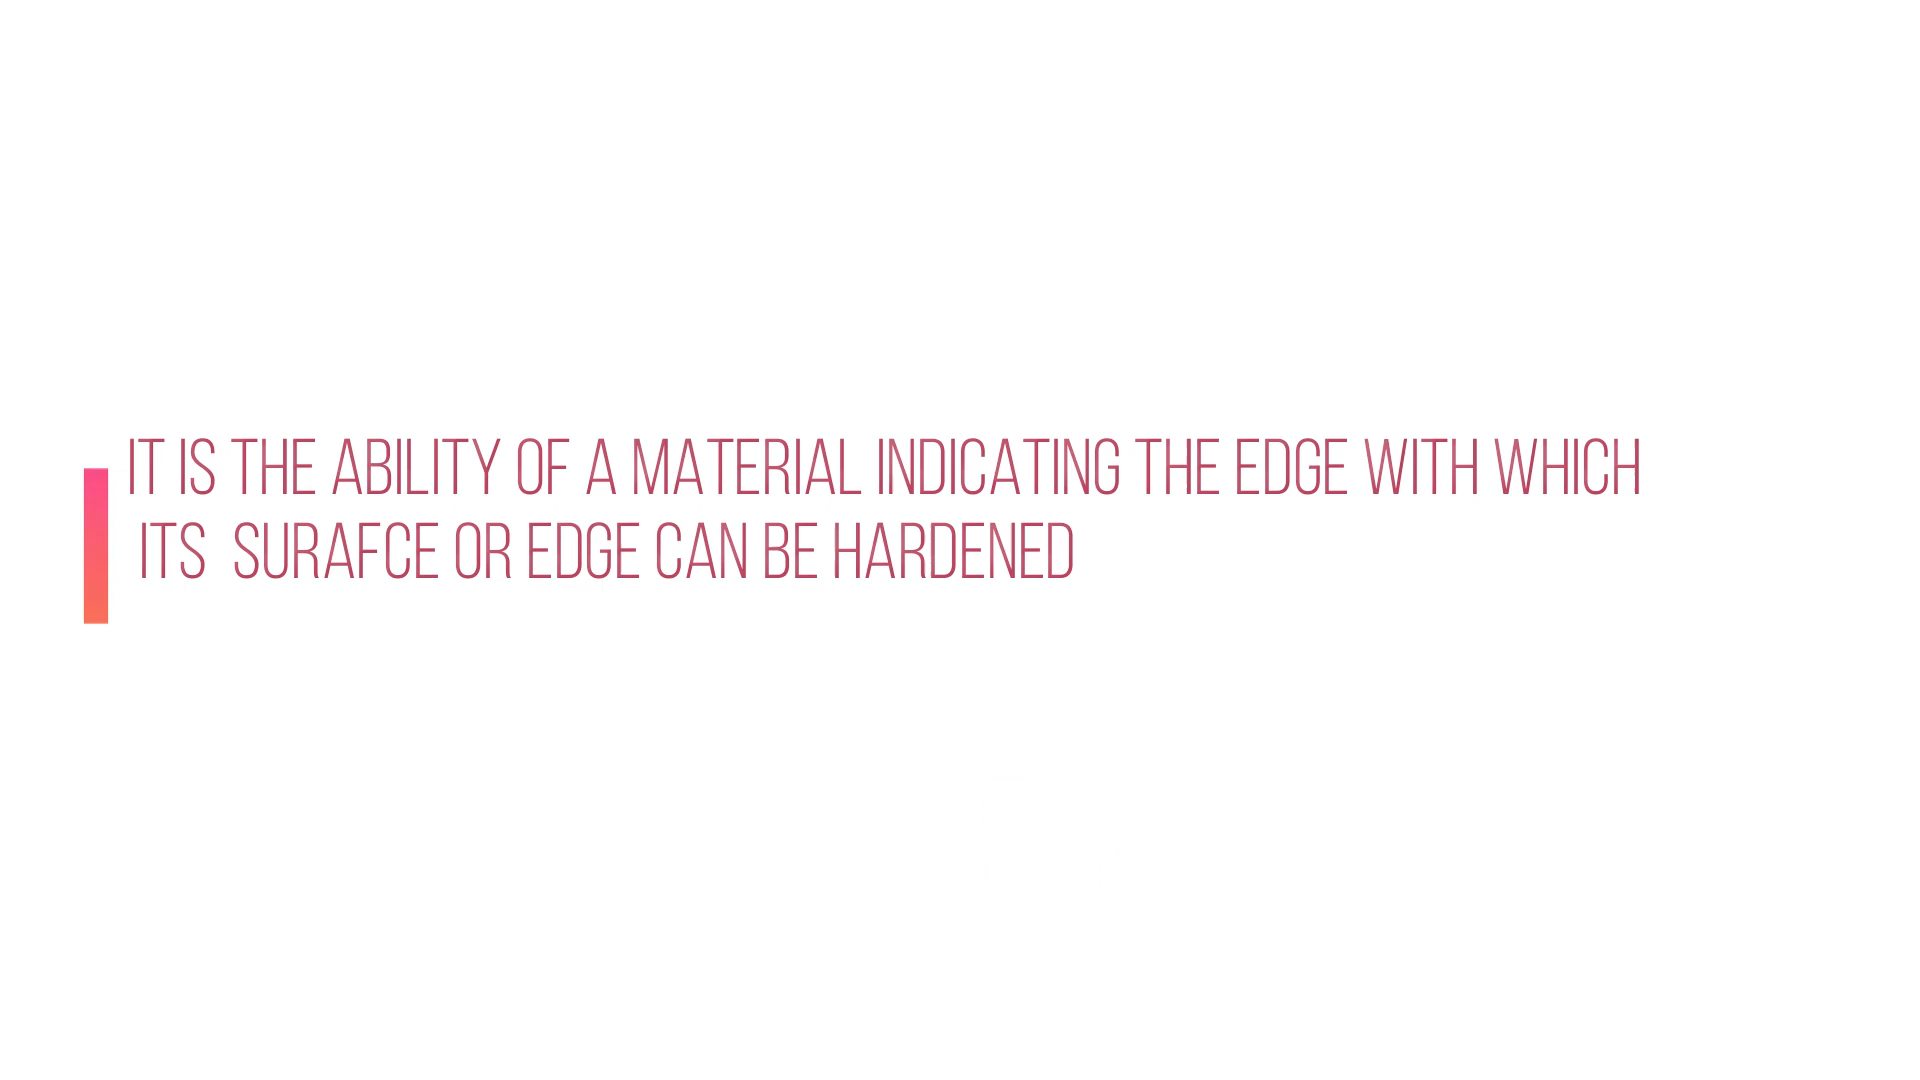 IT IS THE ABILITY OF A MATERIAL INDICATING THE EDGE WITH WHICH
ITS SURAFCE OR EDGE CAN BE HARDENED